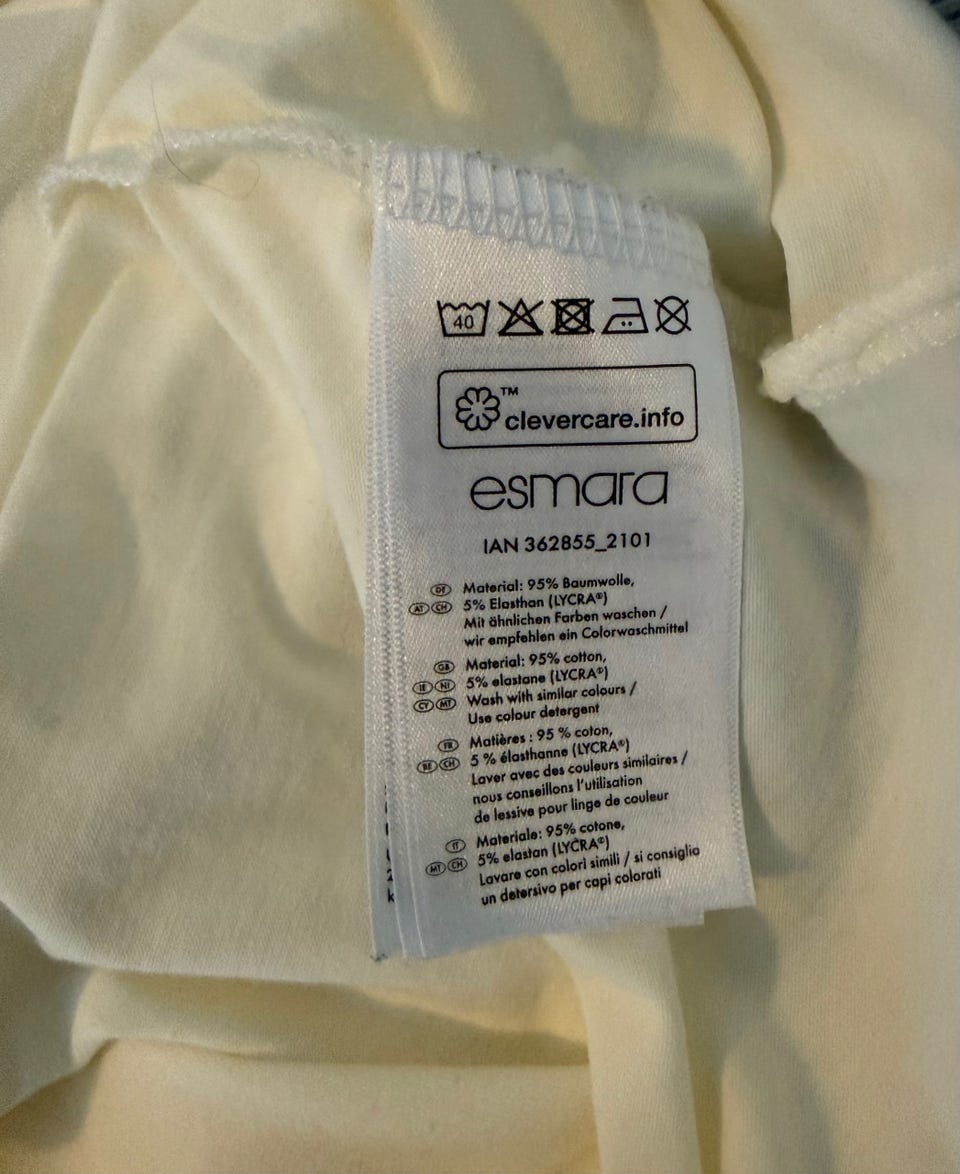 40
™
clevercare.info
esmara
IAN 362855_2101
DE Material: 95% Baumwolle,
AT CH 5% Elasthan (LYCRA®)
Mit ähnlichen Farben waschen /
wir empfehlen ein Colorwaschmittel
GB Material: 95% cotton,
IE NI 5% elastane (LYCRA®)
CY MT Wash with similar colours /
Use colour detergent
FR Matières : 95 % coton,
BE CH 5 % élasthanne (LYCRA®)
Laver avec des couleurs similaires /
nous conseillons l'utilisation
de lessive pour linge de couleur
IT Materiale: 95% cotone,
MT CH 5% elastan (LYCRA®)
Lavare con colori simili / si consiglia
un detersivo per capi colorati